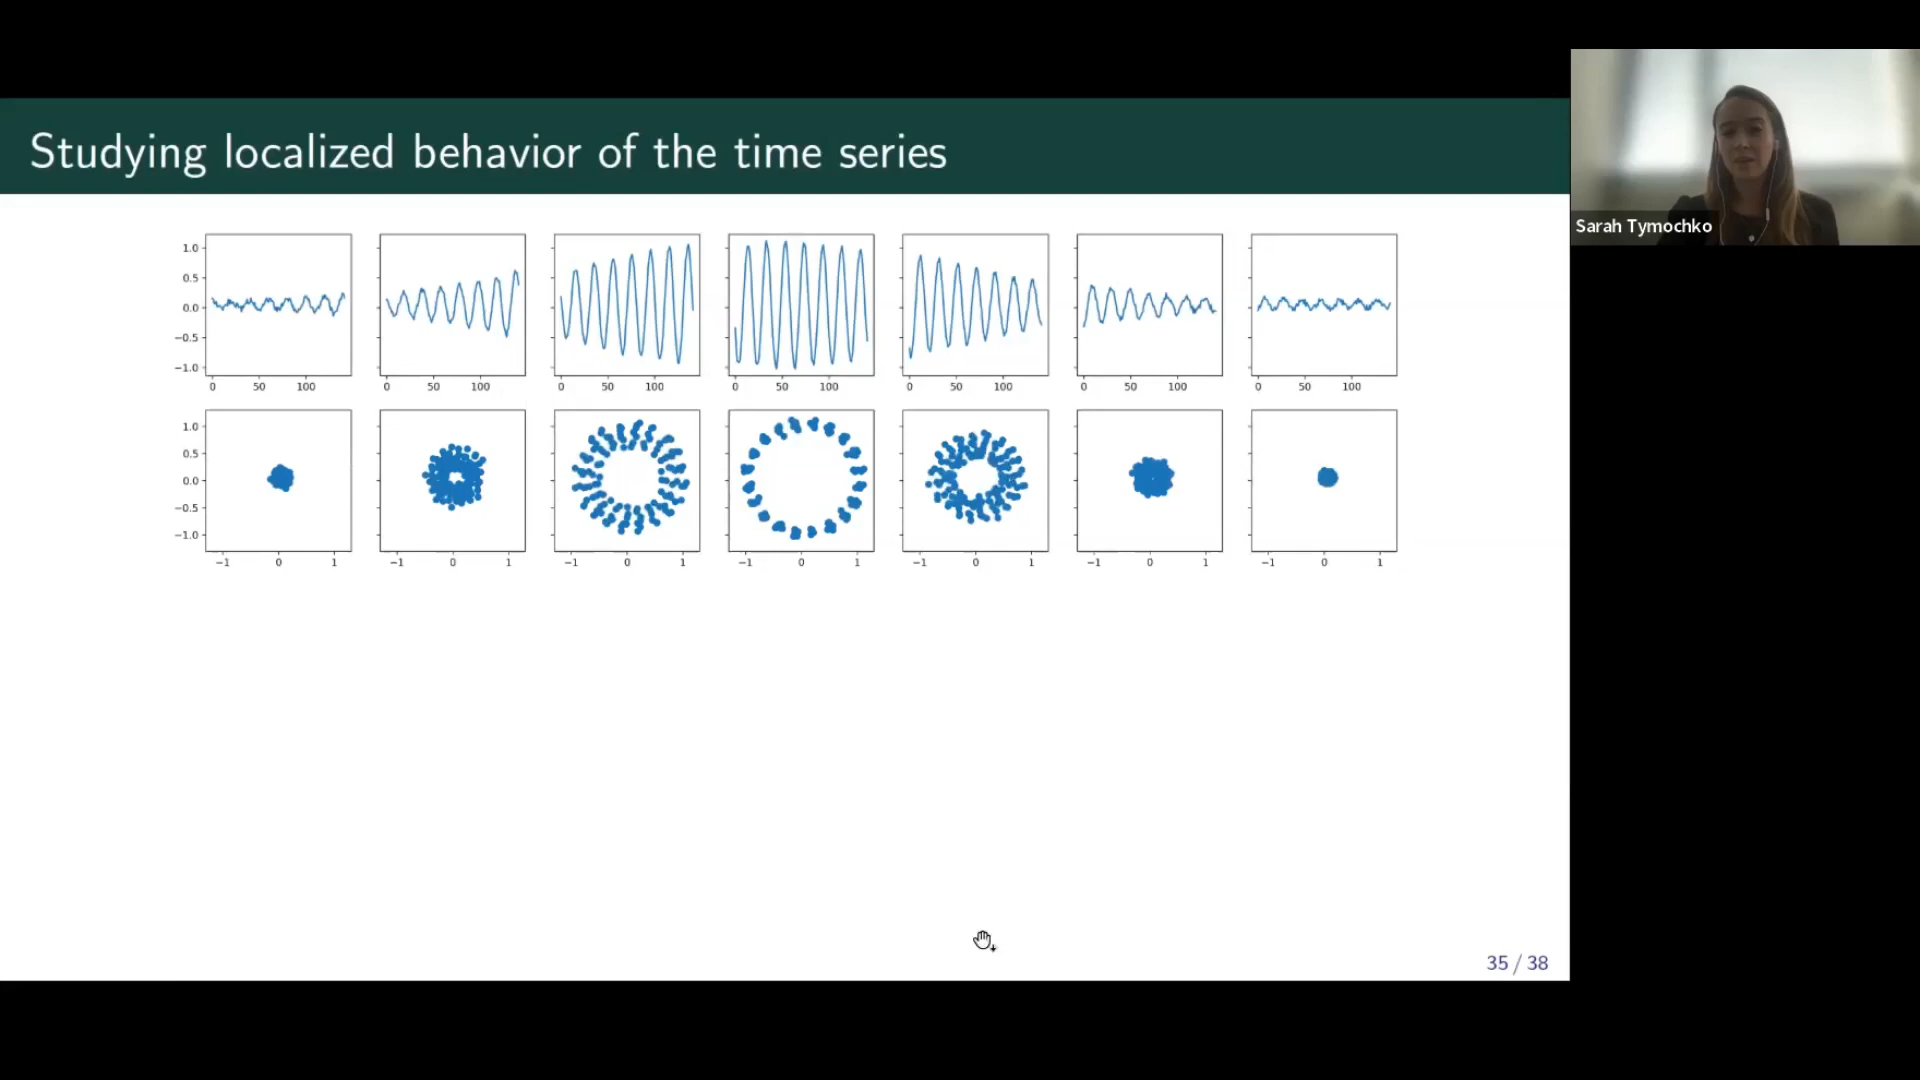 Studying localized behavior of the time series
Sarah Tymochko
1.0
0.5
0.0
−0.5
−1.0
0 50 100 0 50 100 0 50 100 0 50 100 0 50 100 0 50 100 0 50 100
1.0
0.5
0.0
−0.5
−1.0
−1 0 1 −1 0 1 −1 0 1 −1 0 1 −1 0 1 −1 0 1 −1 0 1
35 / 38